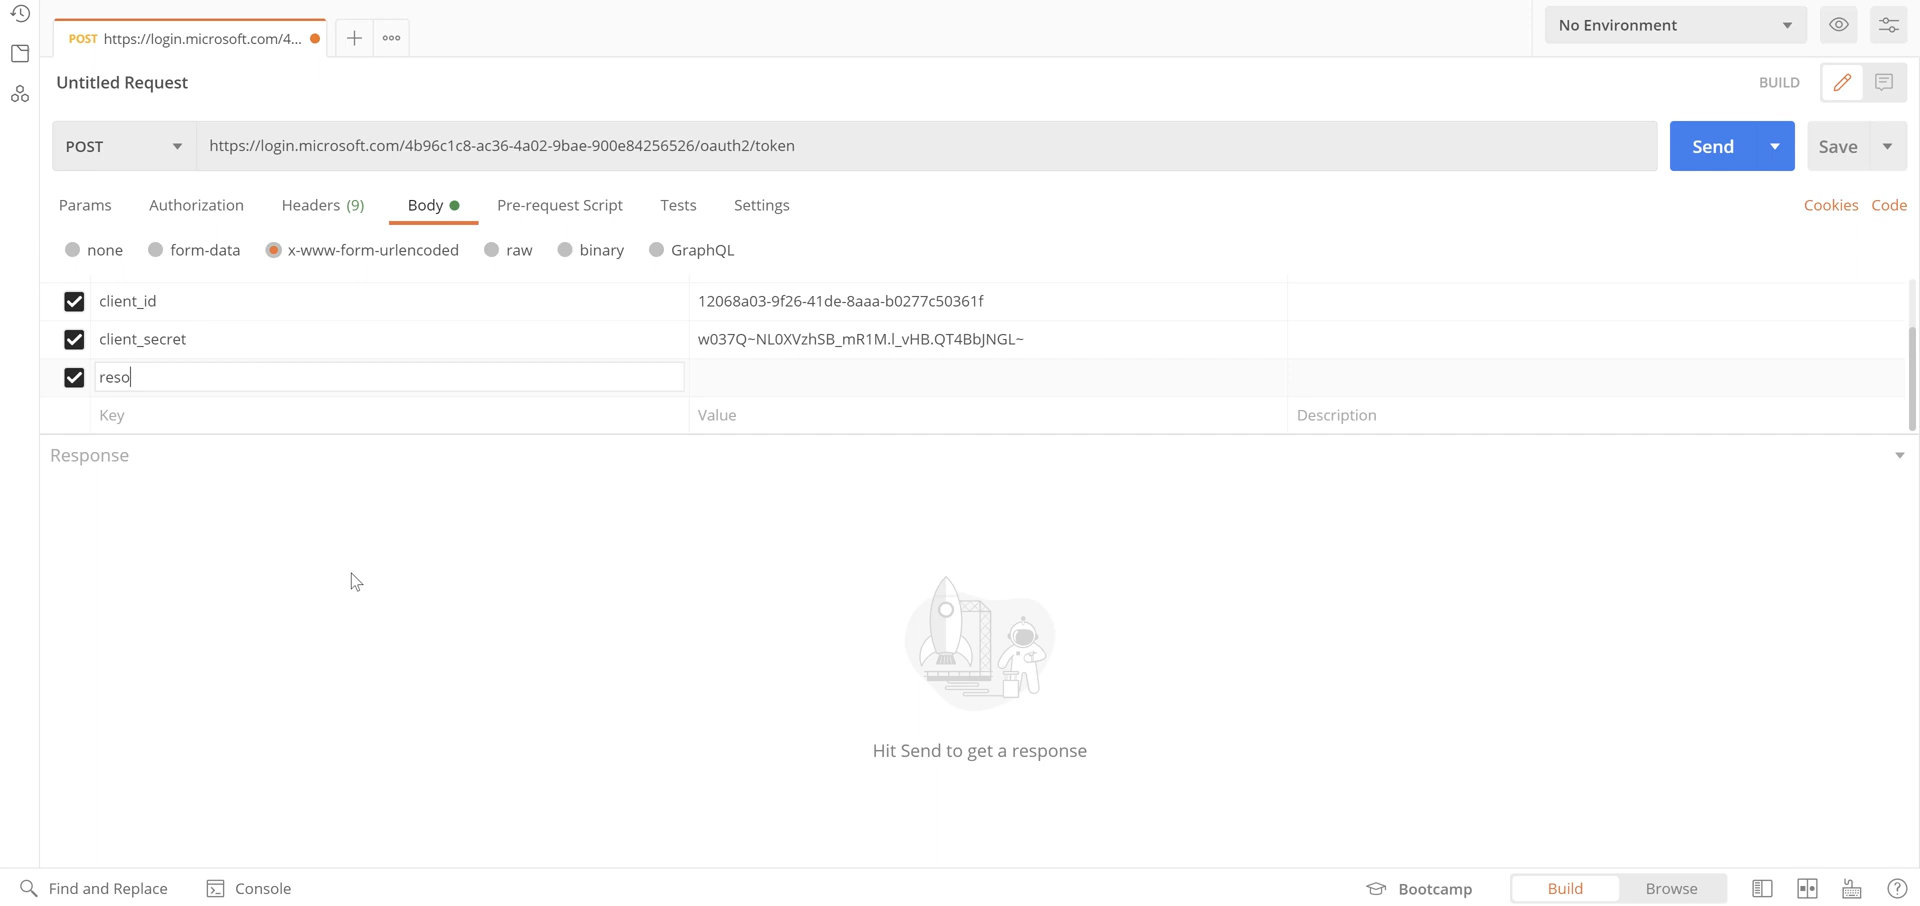 POST https://login.microsoft.com/4...
No Environment
Untitled Request
BUILD
POST
https://login.microsoft.com/4b96c1c8-ac36-4a02-9bae-900e84256526/oauth2/token
Send
Save
Params Authorization Headers (9) Body Pre-request Script Tests Settings
Cookies Code
none form-data x-www-form-urlencoded raw binary GraphQL
client_id 12068a03-9f26-41de-8aaa-b0277c50361f
client_secret w037Q~NL0XVzhSB_mR1M.l_vHB.QT4BbJNGL~
reso
Key Value Description
Response
Hit Send to get a response
Find and Replace Console Bootcamp Build Browse